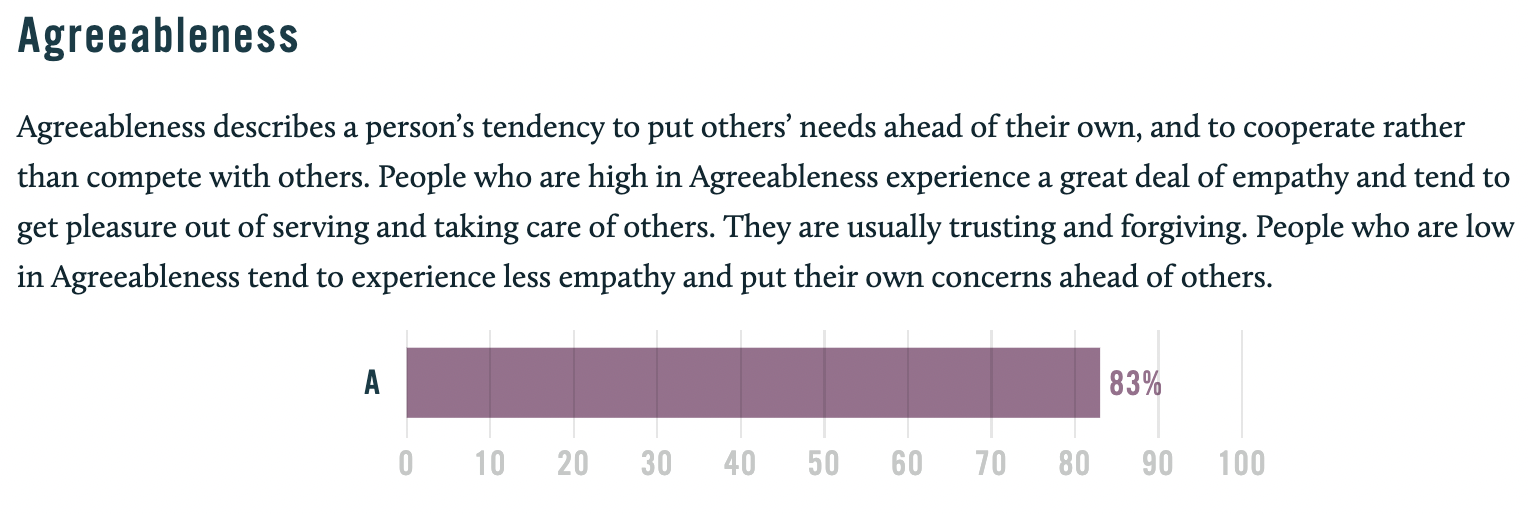 Agreeableness
Agreeableness describes a person’s tendency to put others’ needs ahead of their own, and to cooperate rather
than compete with others. People who are high in Agreeableness experience a great deal of empathy and tend to
get pleasure out of serving and taking care of others. They are usually trusting and forgiving. People who are low
in Agreeableness tend to experience less empathy and put their own concerns ahead of others.
A 83%
0 10 20 30 40 50 60 70 80 90 100